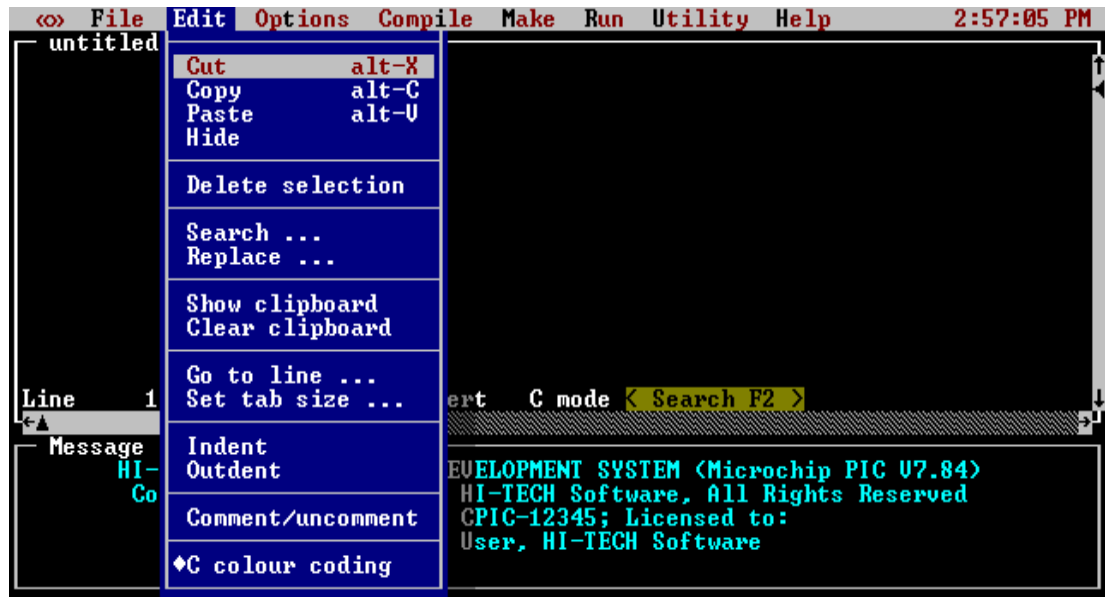 «» File Edit Options Compile Make Run Utility Help 2:57:05 PM
untitled
Cut alt-X
Copy alt-C
Paste alt-V
Hide
Delete selection
Search ...
Replace ...
Show clipboard
Clear clipboard
Go to line ...
Line 1 Set tab size ... ert C mode < Search F2 >
Message Indent
HI- Outdent EVELOPMENT SYSTEM (Microchip PIC V7.84)
Co HI-TECH Software, All Rights Reserved
Comment/uncomment CPIC-12345; Licensed to:
User, HI-TECH Software
◆C colour coding